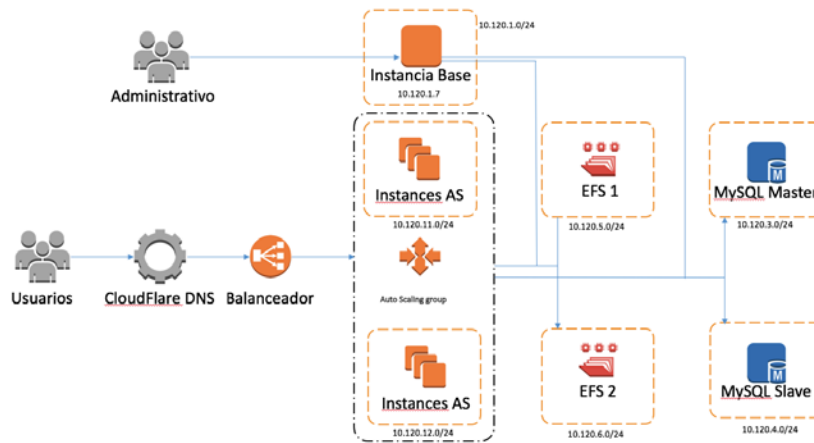 10.120.1.0/24
Instancia Base
10.120.1.7
Administrativo
Instances AS
10.120.11.0/24
EFS 1
10.120.5.0/24
MySQL Master
10.120.3.0/24
Usuarios
CloudFlare DNS
Balanceador
Auto Scaling group
Instances AS
10.120.12.0/24
EFS 2
10.120.6.0/24
M
MySQL Slave
10.120.4.0/24
M